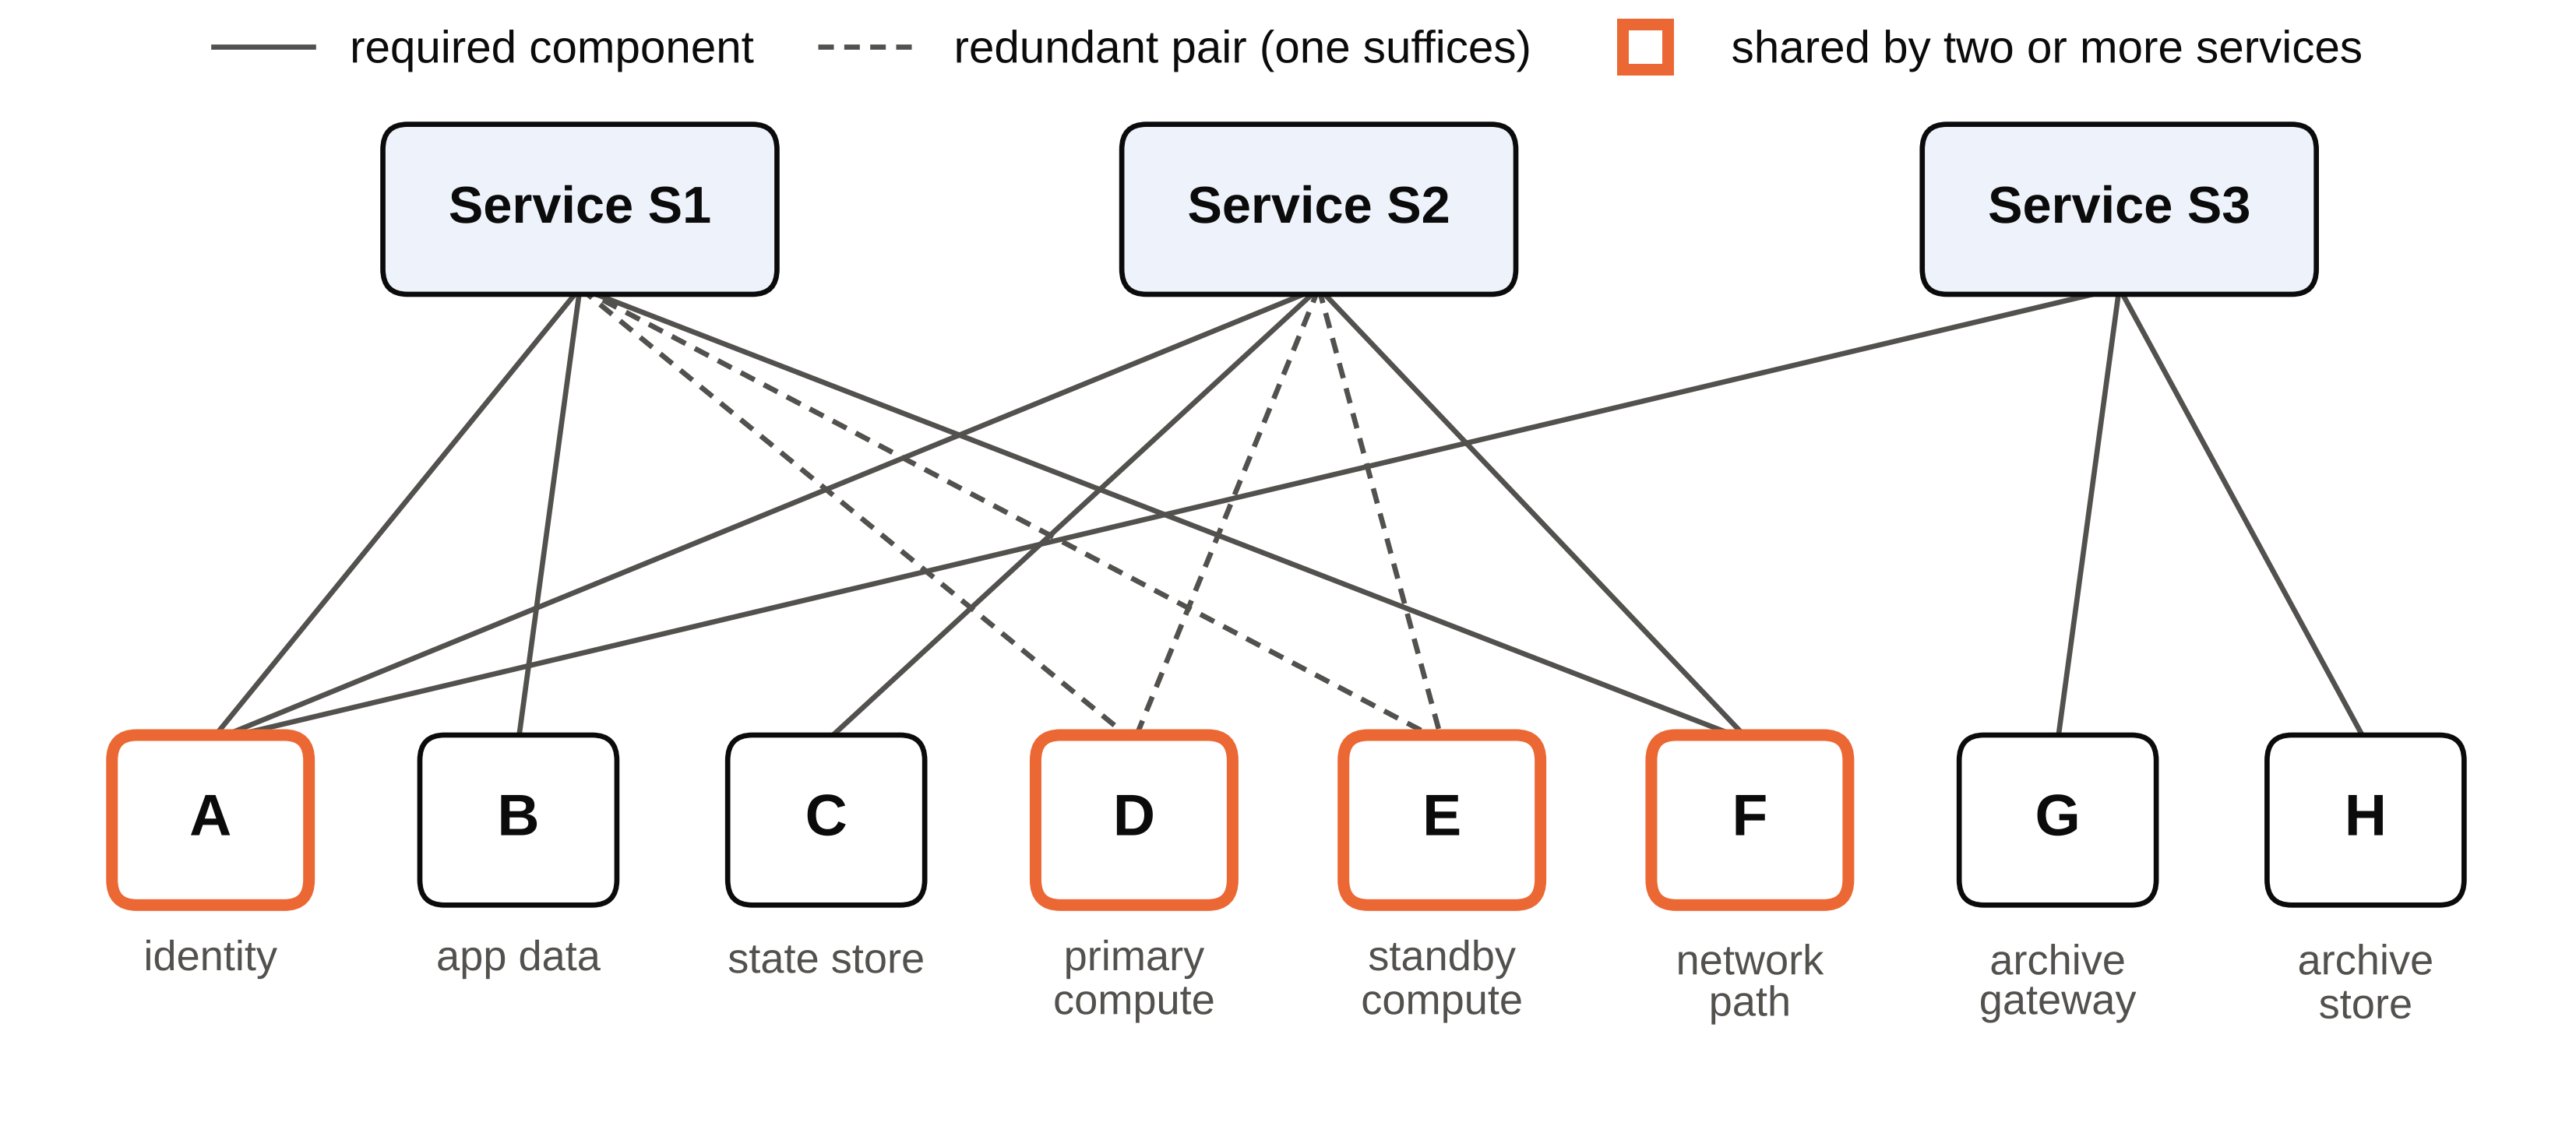 required component
redundant pair (one suffices)
shared by two or more services
Service S1
Service S2
Service S3
A
B
C
D
E
F
G
H
identity
app data
state store
primary
compute
standby
compute
network
path
archive
gateway
archive
store